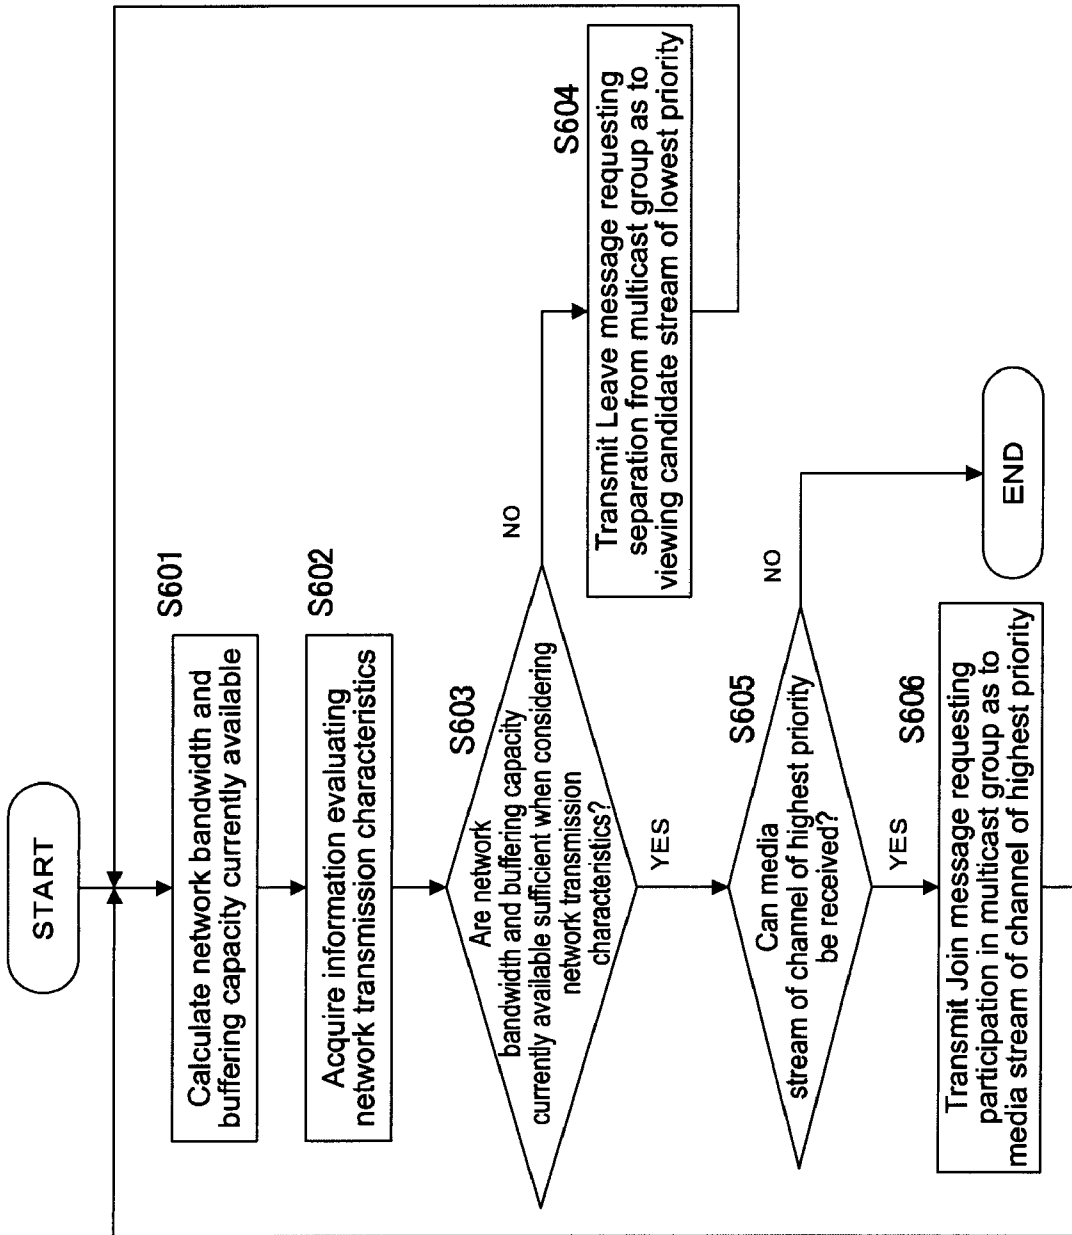 START
S601
Calculate network bandwidth and
buffering capacity currently available
S602
Acquire information evaluating
network transmission characteristics
S603
Are network
bandwidth and buffering capacity
currently available sufficient when considering
network transmission
characteristics?
NO
S604
Transmit Leave message requesting
separation from multicast group as to
viewing candidate stream of lowest priority
YES
S605
Can media
stream of channel of highest priority
be received?
NO
END
YES
S606
Transmit Join message requesting
participation in multicast group as to
media stream of channel of highest priority